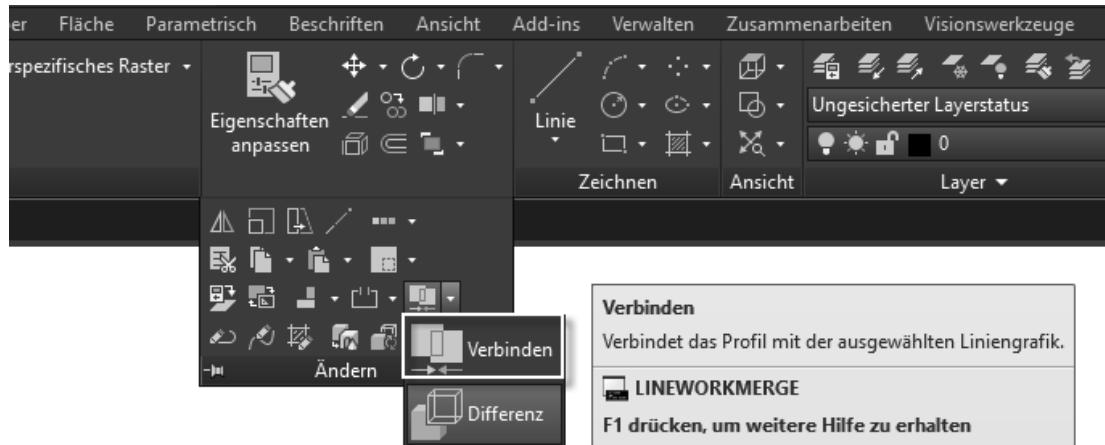 Fläche Parametrisch Beschriften Ansicht Add-ins Verwalten Zusammenarbeiten Visionswerkzeuge
Raster
Eigenschaften
anpassen
Linie
Ungesicherter Layerstatus
0
Zeichnen Ansicht Layer
Verbinden
Verbindet das Profil mit der ausgewählten Liniengrafik.
LINEWORKMERGE
F1 drücken, um weitere Hilfe zu erhalten
Verbinden
Ändern
Differenz